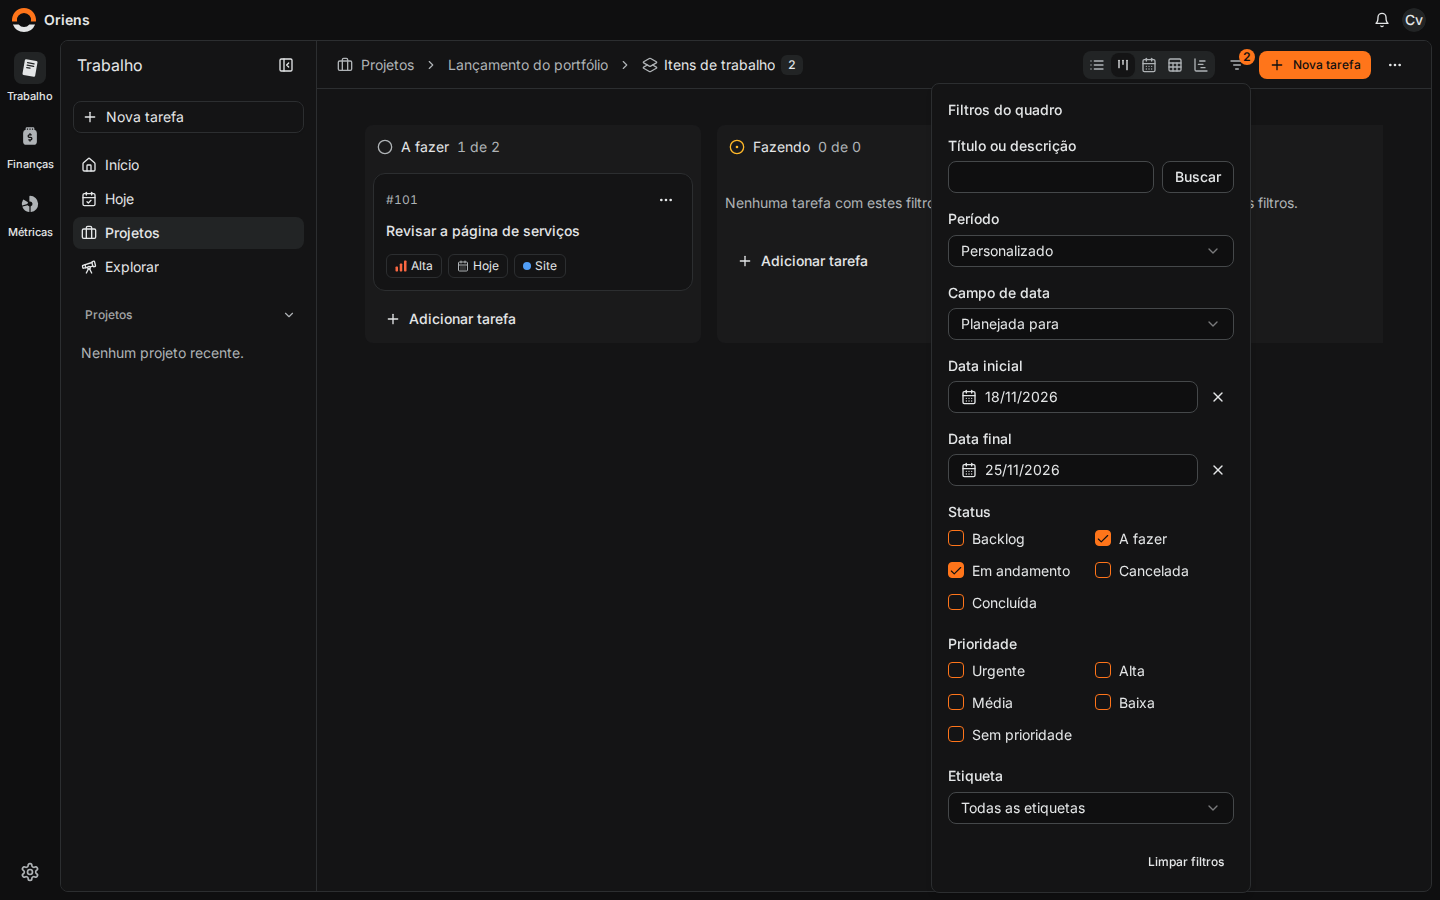 Oriens
Cv
Trabalho
Finanças
Métricas
Trabalho
Nova tarefa
Início
Hoje
Projetos
Explorar
Projetos
Nenhum projeto recente.
Projetos
Lançamento do portfólio
Itens de trabalho 2
2
Nova tarefa
A fazer 1 de 2
#101
Revisar a página de serviços
Alta
Hoje
Site
Adicionar tarefa
Fazendo 0 de 0
Nenhuma tarefa com estes
Adicionar tarefa
filtros.
Filtros do quadro
Título ou descrição
Buscar
Período
Personalizado
Campo de data
Planejada para
Data inicial
18/11/2026
Data final
25/11/2026
Status
Backlog
A fazer
Em andamento
Cancelada
Concluída
Prioridade
Urgente
Alta
Média
Baixa
Sem prioridade
Etiqueta
Todas as etiquetas
Limpar filtros